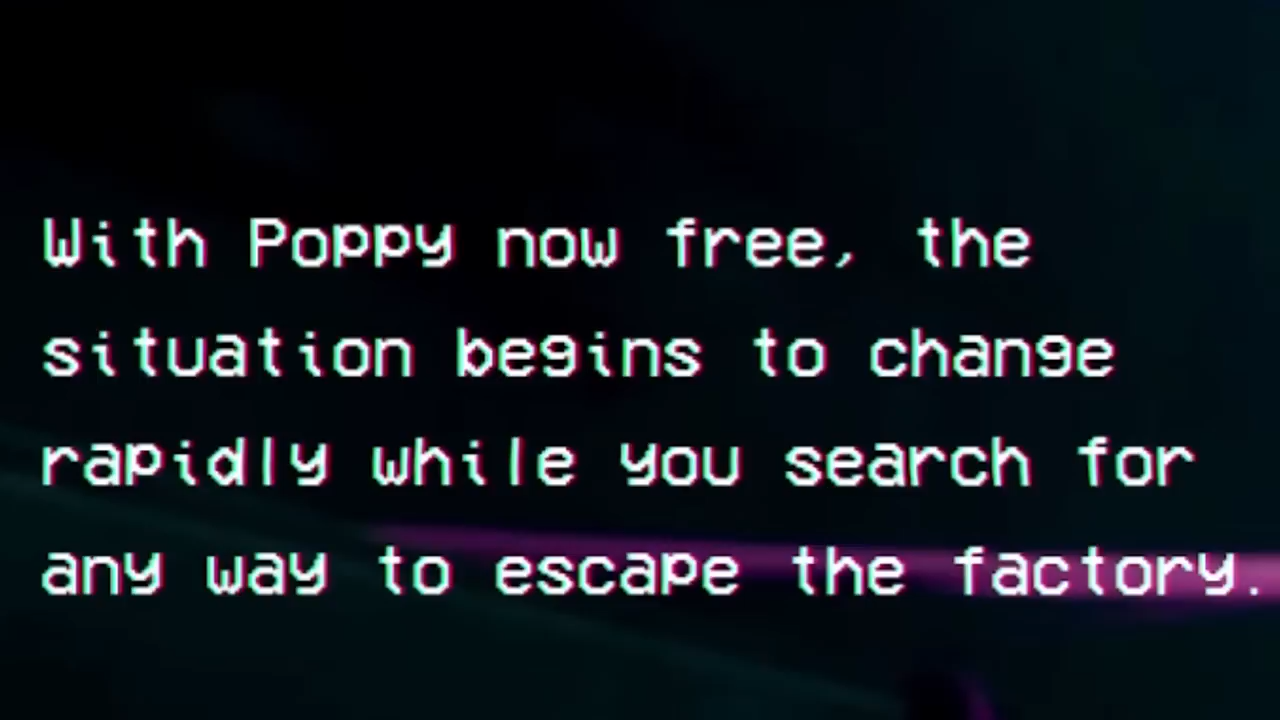 With Poppy now free, the
situation begins to change
rapidly while you search for
any way to escape the factory.